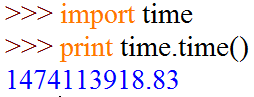 >>> import time
>>> print time.time()
1474113918.83